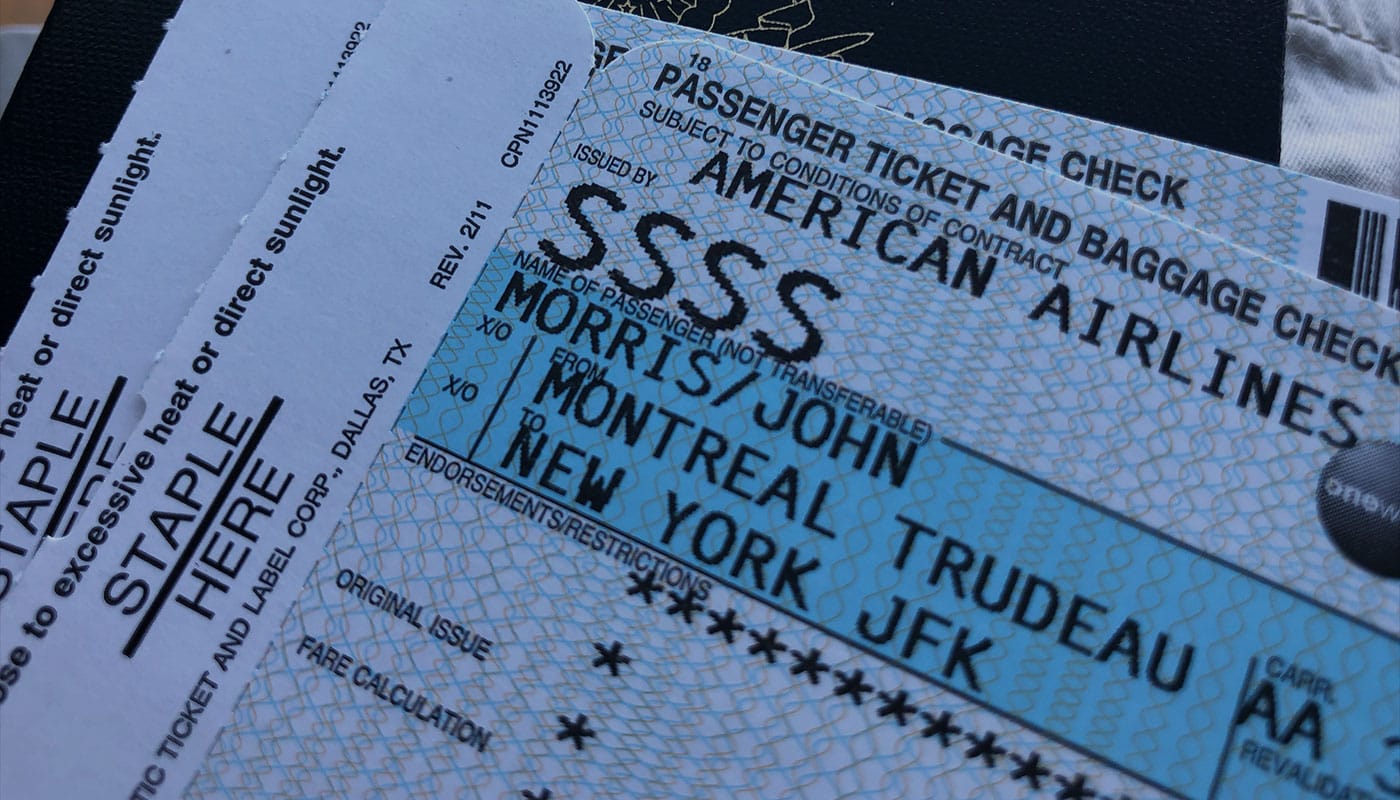 18
PASSENGER TICKET AND BAGGAGE CHECK
SUBJECT TO CONDITIONS OF CONTRACT
ISSUED BY
AMERICAN AIRLINES
SSSS
NAME OF PASSENGER (NOT TRANSFERABLE)
MORRIS/JOHN
X/O
FROM
MONTREAL TRUDEAU
X/O
TO
NEW YORK JFK
CARR.
AA
ENDORSEMENTS/RESTRICTIONS
**********
ORIGINAL ISSUE
*
FARE CALCULATION
*
CPN1113922
REV. 2/11
TICKET AND LABEL CORP., DALLAS, TX
to excessive heat or direct sunlight.
STAPLE
HERE
BAGGAGE CHECK
heat or direct sunlight.
STAPLE